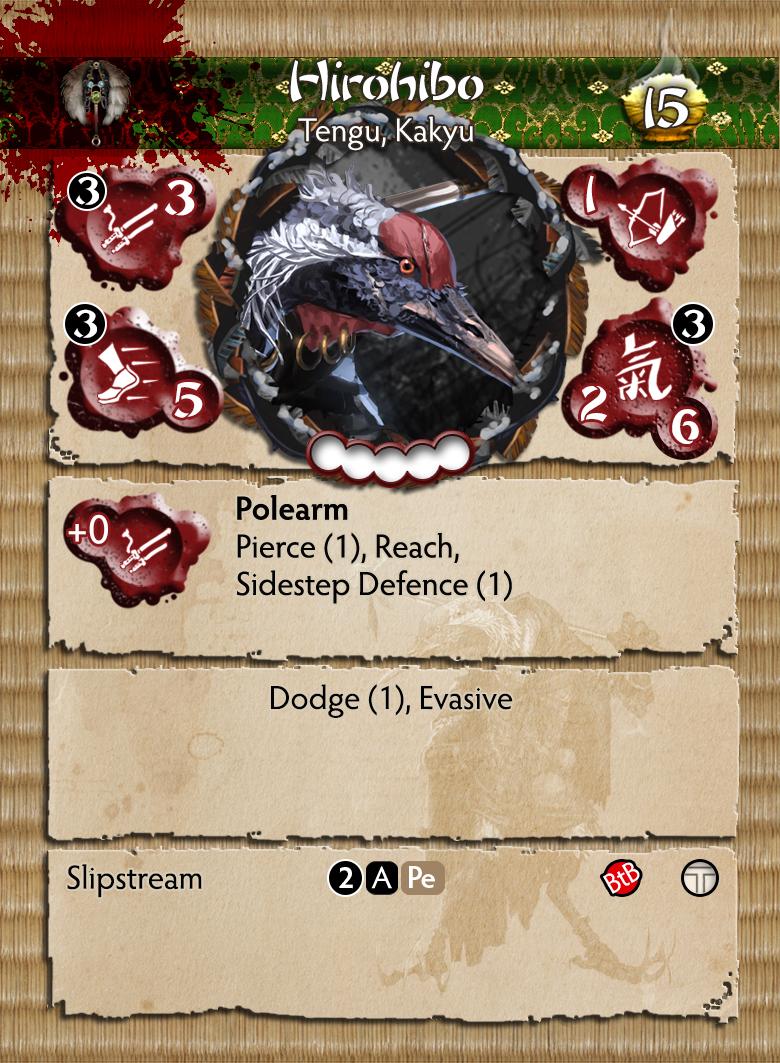 Hirohibo
15
Tengu, Kakyu
3 3
1
3
5
3
氣
2
6
+0
Polearm
Pierce (1), Reach,
Sidestep Defence (1)
Dodge (1), Evasive
Slipstream 2 A Pe BtB T